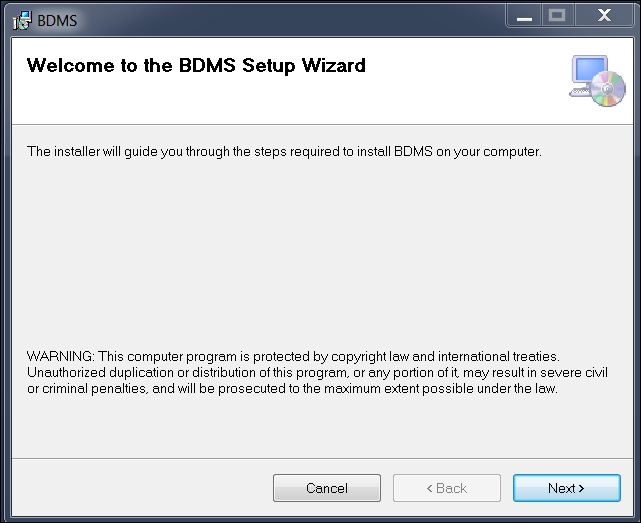 BDMS
Welcome to the BDMS Setup Wizard
The installer will guide you through the steps required to install BDMS on your computer.
WARNING: This computer program is protected by copyright law and international treaties.
Unauthorized duplication or distribution of this program, or any portion of it, may result in severe civil
or criminal penalties, and will be prosecuted to the maximum extent possible under the law.
Cancel
< Back
Next >